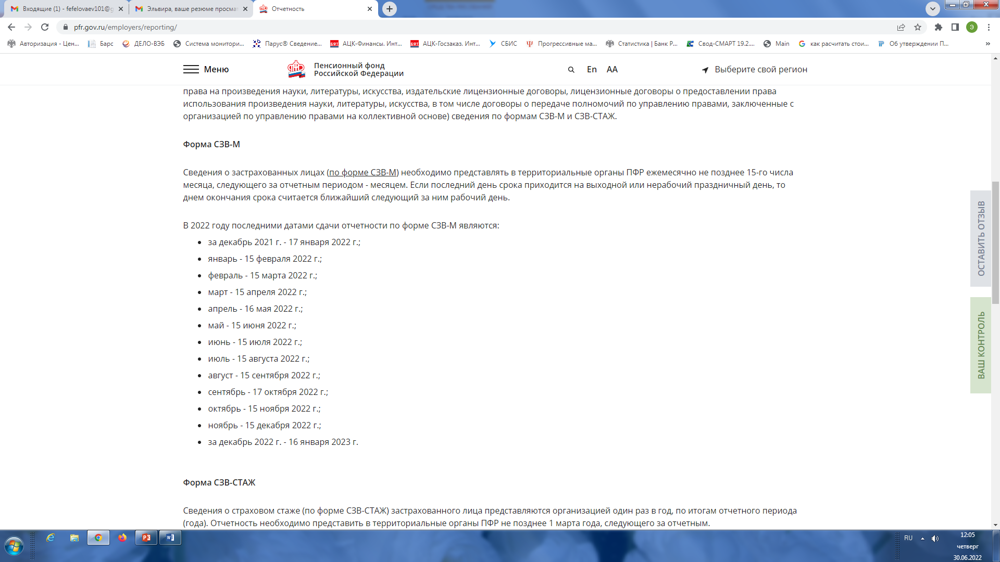 Входящие (1) - fefelovaev101@g
Эльвира, ваше резюме просмат
Отчетность
pfr.gov.ru/employers/reporting/
Э
Авторизация - Цен...
Барс
ДЕЛО-ВЭБ
Система монитори...
Парус® Сведение...
АЦК-Финансы. Инт...
АЦК-Госзаказ. Инт...
СБИС
Прогрессивные ма...
Статистика | Банк Р...
Свод-СМАРТ 19.2....
Main
как расчитать стои...
Об утверждении П...
Меню
Пенсионный фонд
Российской Федерации
En
AA
Выберите свой регион
права на произведения науки, литературы, искусства, издательские лицензионные договоры, лицензионные договоры о предоставлении права
использования произведения науки, литературы, искусства, в том числе договоры о передаче полномочий по управлению правами, заключенные с
организацией по управлению правами на коллективной основе) сведения по формам СЗВ-М и СЗВ-СТАЖ.
Форма СЗВ-М
Сведения о застрахованных лицах (по форме СЗВ-М) необходимо представлять в территориальные органы ПФР ежемесячно не позднее 15-го числа
месяца, следующего за отчетным периодом - месяцем. Если последний день срока приходится на выходной или нерабочий праздничный день, то
днем окончания срока считается ближайший следующий за ним рабочий день.
В 2022 году последними датами сдачи отчетности по форме СЗВ-М являются:
за декабрь 2021 г. - 17 января 2022 г.;
январь - 15 февраля 2022 г.;
февраль - 15 марта 2022 г.;
март - 15 апреля 2022 г.;
апрель - 16 мая 2022 г.;
май - 15 июня 2022 г.;
июнь - 15 июля 2022 г.;
июль - 15 августа 2022 г.;
август - 15 сентября 2022 г.;
сентябрь - 17 октября 2022 г.;
октябрь - 15 ноября 2022 г.;
ноябрь - 15 декабря 2022 г.;
за декабрь 2022 г. - 16 января 2023 г.
Форма СЗВ-СТАЖ
Сведения о страховом стаже (по форме СЗВ-СТАЖ) застрахованного лица представляются организацией один раз в год, по итогам отчетного периода
(года). Отчетность необходимо представить в территориальные органы ПФР не позднее 1 марта года, следующего за отчетным.
ОСТАВИТЬ ОТЗЫВ
ВАШ КОНТРОЛЬ
RU
12:05
четверг
30.06.2022